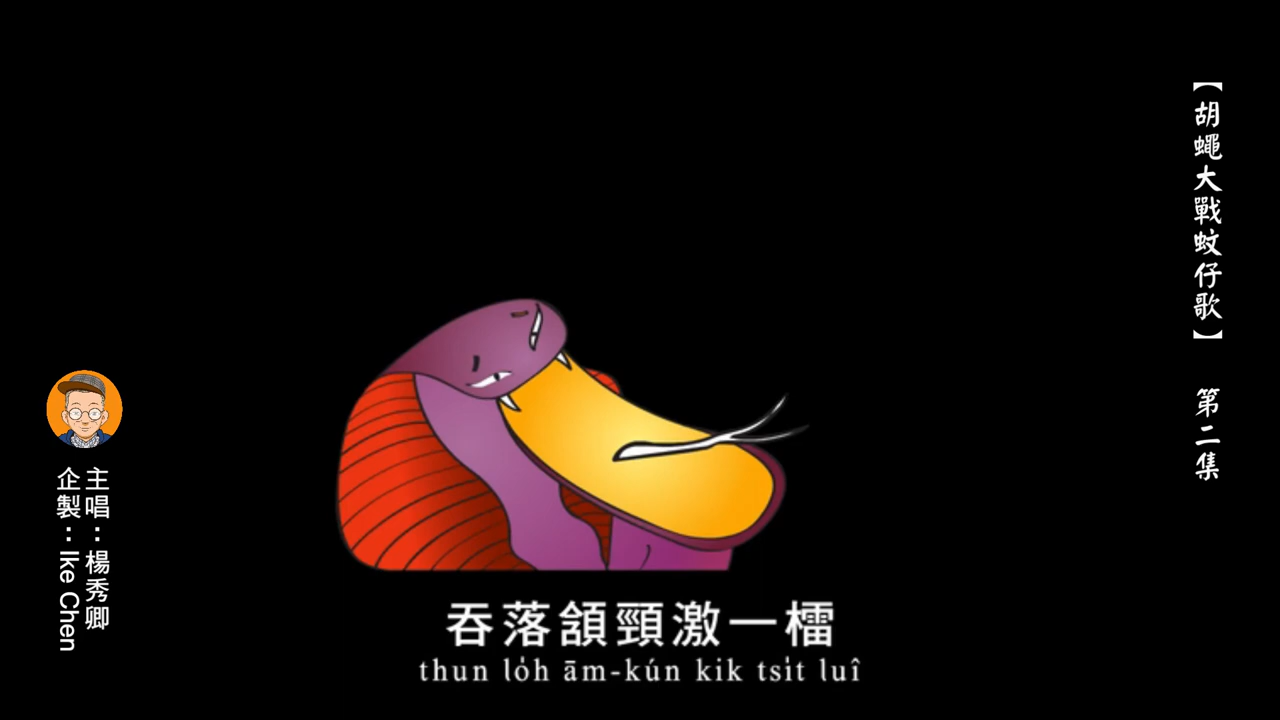 【胡蠅大戰蚊仔歌】 第二集
主唱：楊秀卿
企製：Ike Chen
吞落頷頸激一檑
thun lo̍h ām-kún kik tsi̍t luî